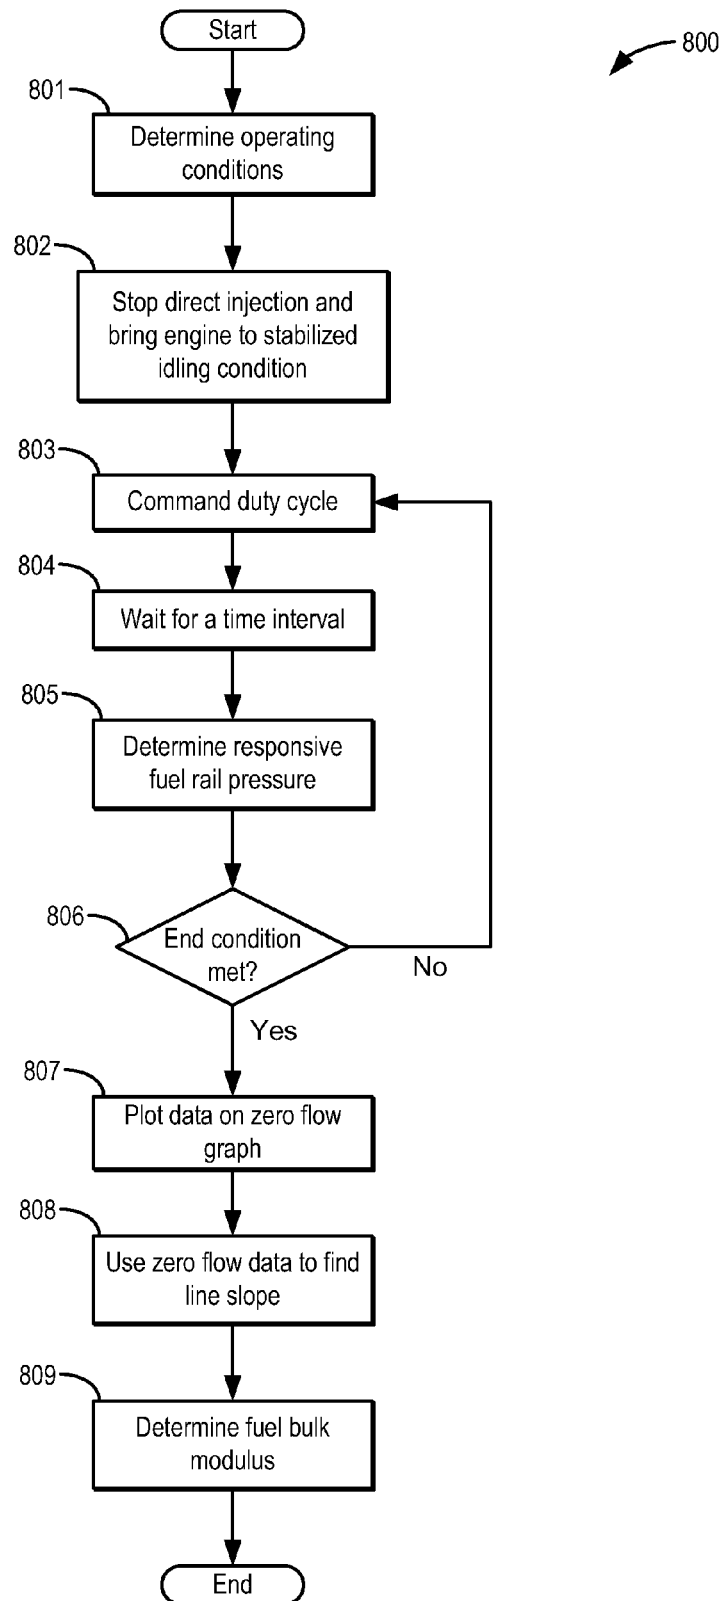 Start
800
801
Determine operating
conditions
802
Stop direct injection and
bring engine to stabilized
idling condition
803
Command duty cycle
804
Wait for a time interval
805
Determine responsive
fuel rail pressure
806
End condition
met?
No
Yes
807
Plot data on zero flow
graph
808
Use zero flow data to find
line slope
809
Determine fuel bulk
modulus
End